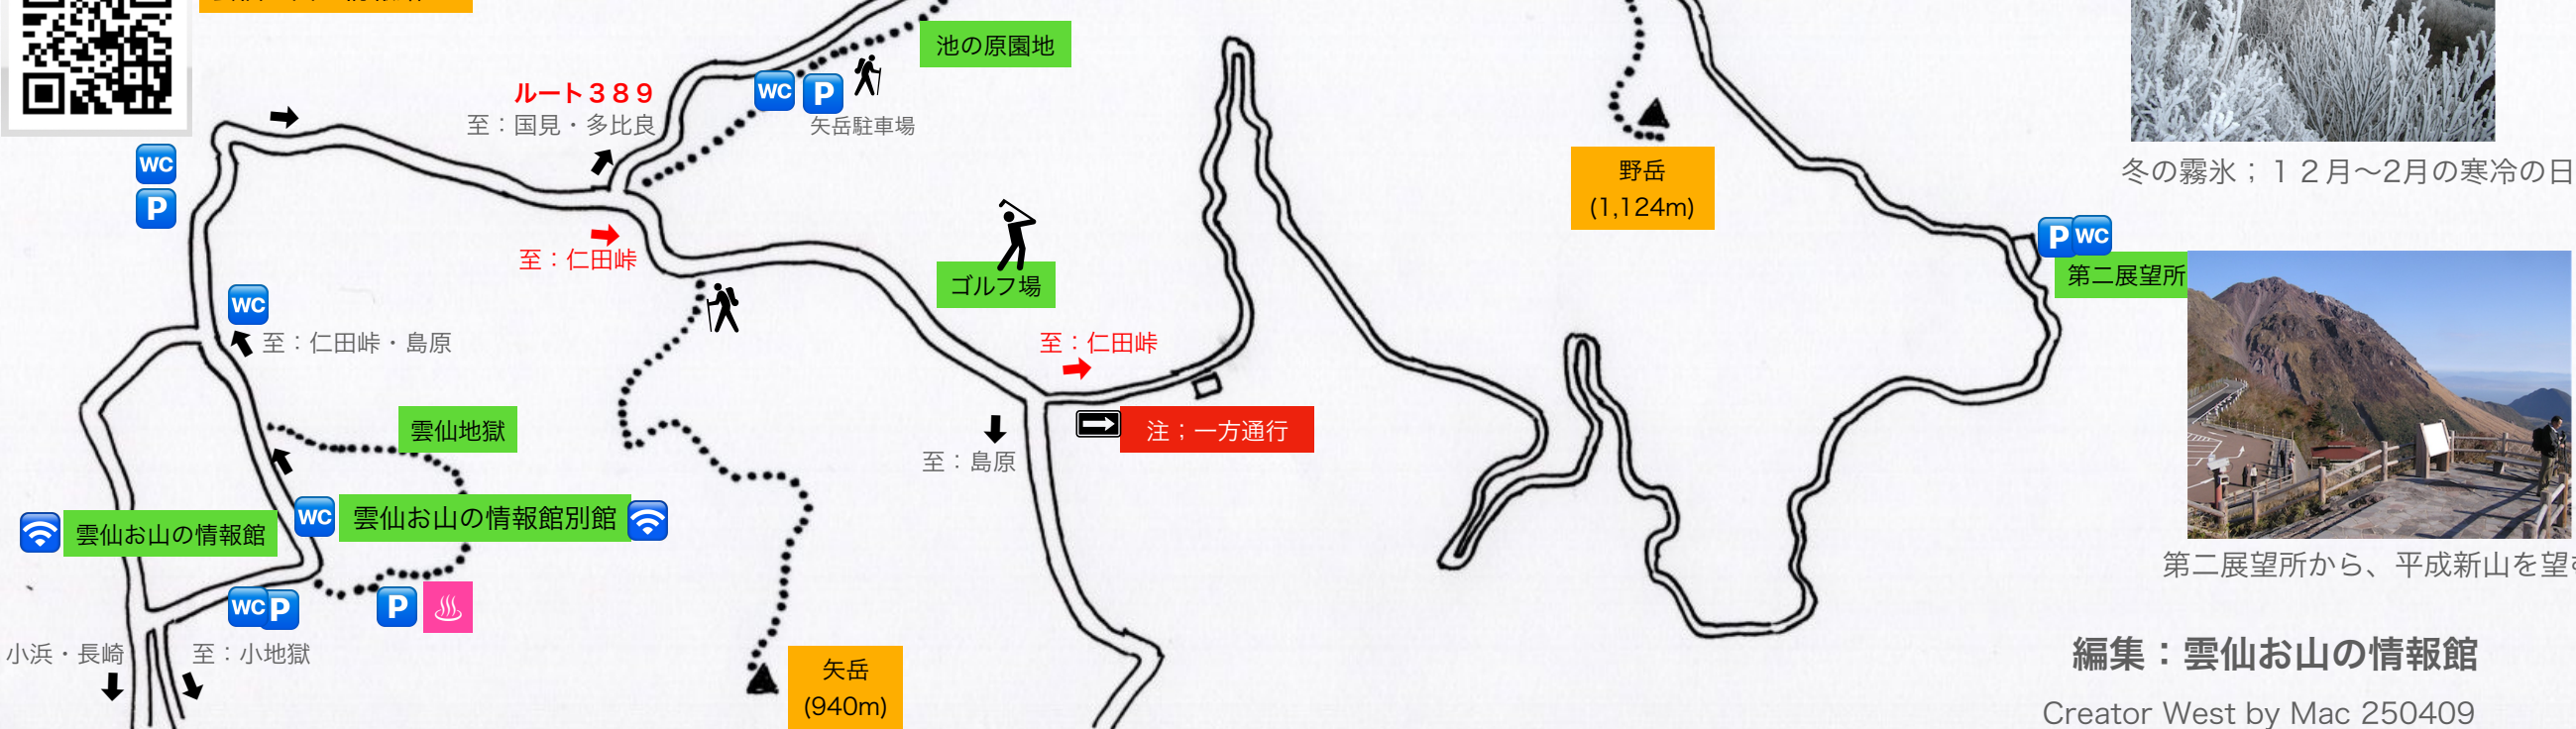 池の原園地
ルート３８９
至：国見・多比良
WC
P
矢岳駐車場
WC
P
至：仁田峠
ゴルフ場
野岳
(1,124m)
冬の霧氷；１２月〜2月の寒冷の日
P
WC
第二展望所
WC
至：仁田峠・島原
至：仁田峠
注；一方通行
至：島原
雲仙地獄
雲仙お山の情報館
WC
雲仙お山の情報館別館
WC
P
P
小浜・長崎
至：小地獄
矢岳
(940m)
第二展望所から、平成新山を望
編集：雲仙お山の情報館
Creator West by Mac 250409